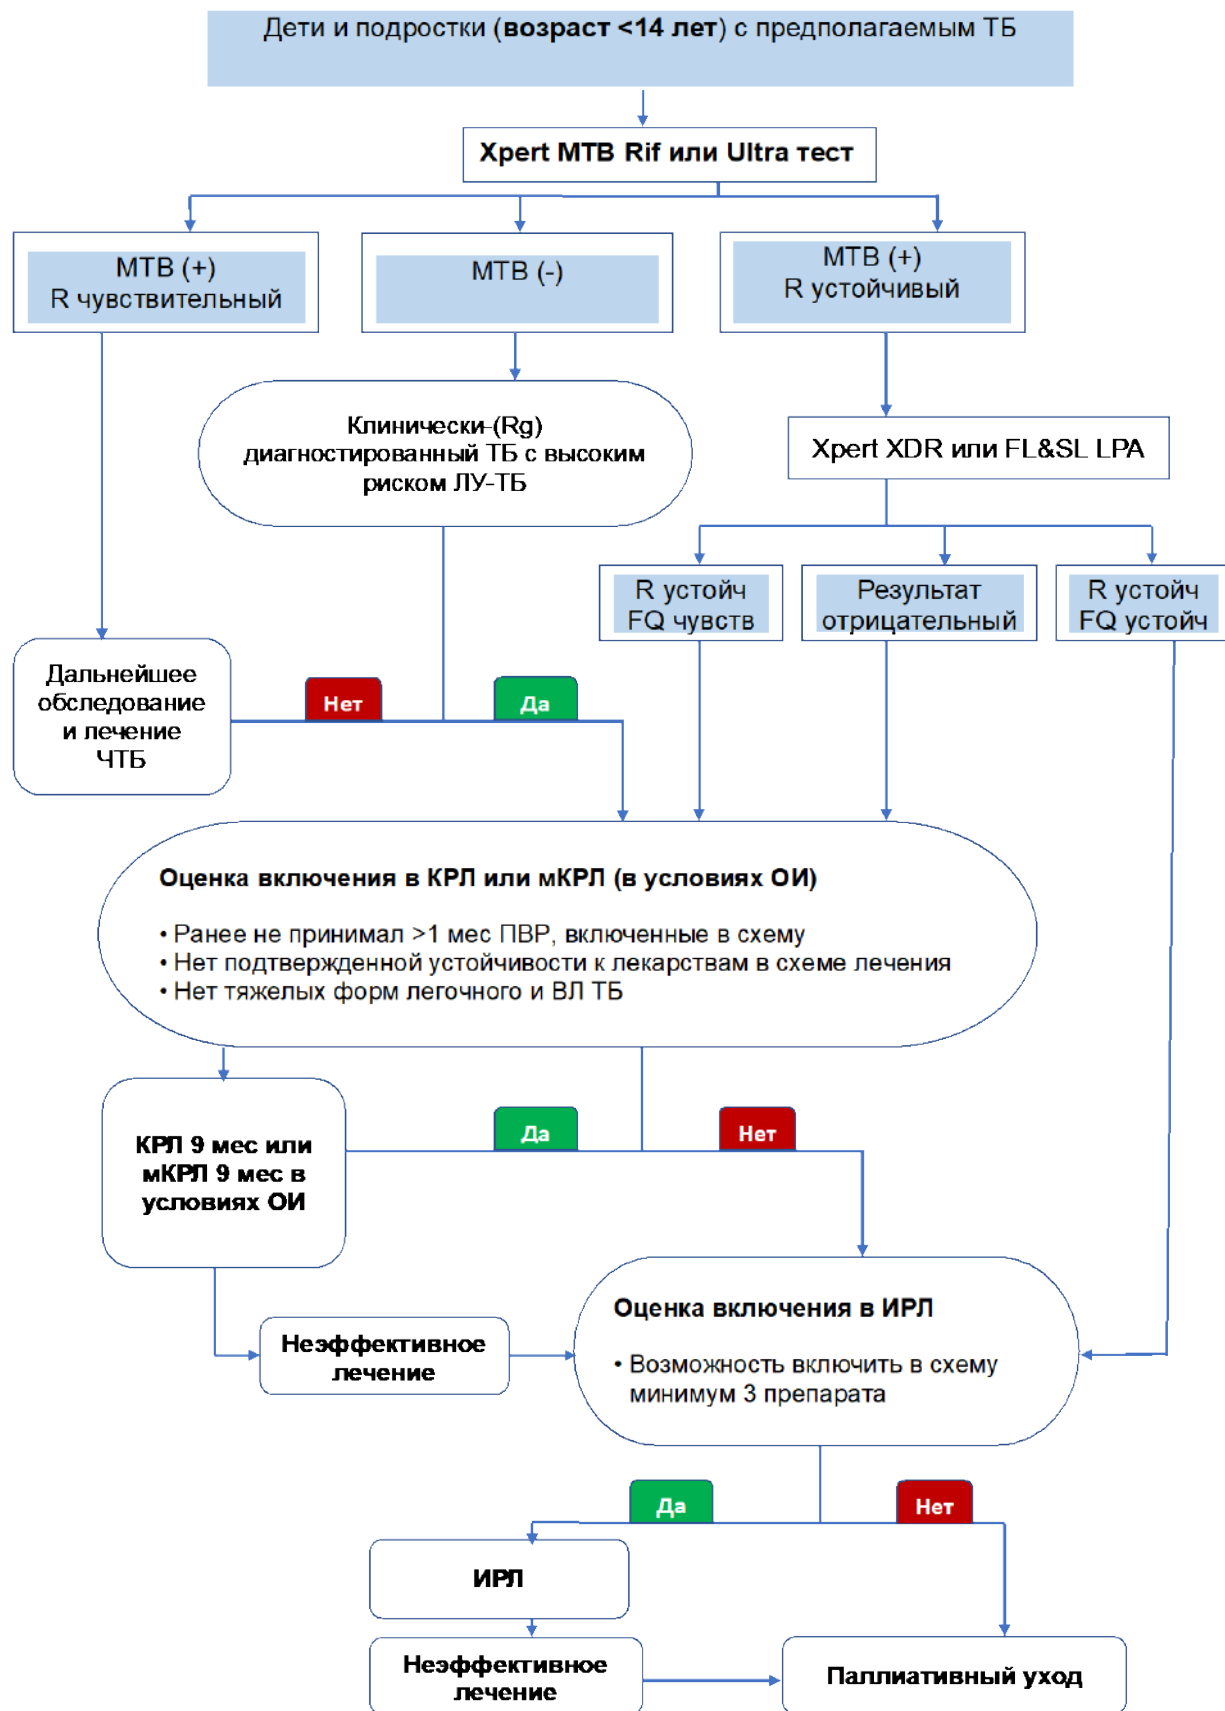 Дети и подростки (возраст <14 лет) с предполагаемым ТБ
Xpert MTB Rif или Ultra тест
МТВ (+)
R чувствительный
МТВ (-)
МТВ (+)
R устойчивый
Клинически-(Rg)
диагностированный ТБ с высоким
риском ЛУ-ТБ
Xpert XDR или FL&SL LPA
R устойч
FQ чувств
Результат
отрицательный
R устойч
FQ устойч
Дальнейшее
обследование
и лечение
ЧТБ
Нет
Да
Оценка включения в КРЛ или мКРЛ (в условиях ОИ)
• Ранее не принимал >1 мес ПВР, включенные в схему
• Нет подтвержденной устойчивости к лекарствам в схеме лечения
• Нет тяжелых форм легочного и ВЛ ТБ
КРЛ 9 мес или
мКРЛ 9 мес в
условиях ОИ
Да
Нет
Оценка включения в ИРЛ
• Возможность включить в схему
минимум 3 препарата
Неэффективное
лечение
Да
Нет
ИРЛ
Неэффективное
лечение
Паллиативный уход